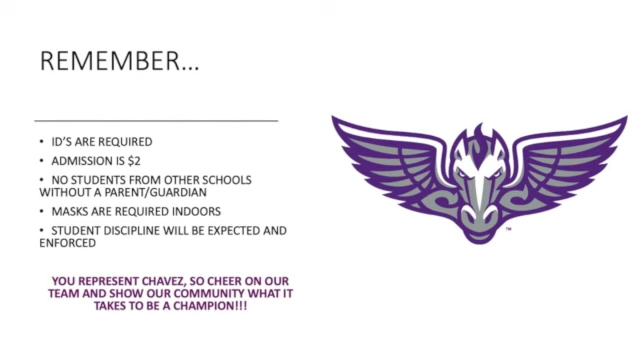 REMEMBER…
• ID'S ARE REQUIRED
• ADMISSION IS $2
• NO STUDENTS FROM OTHER SCHOOLS
WITHOUT A PARENT/GUARDIAN
• MASKS ARE REQUIRED INDOORS
• STUDENT DISCIPLINE WILL BE EXPECTED AND
ENFORCED
YOU REPRESENT CHAVEZ, SO CHEER ON OUR
TEAM AND SHOW OUR COMMUNITY WHAT IT
TAKES TO BE A CHAMPION!!!
™